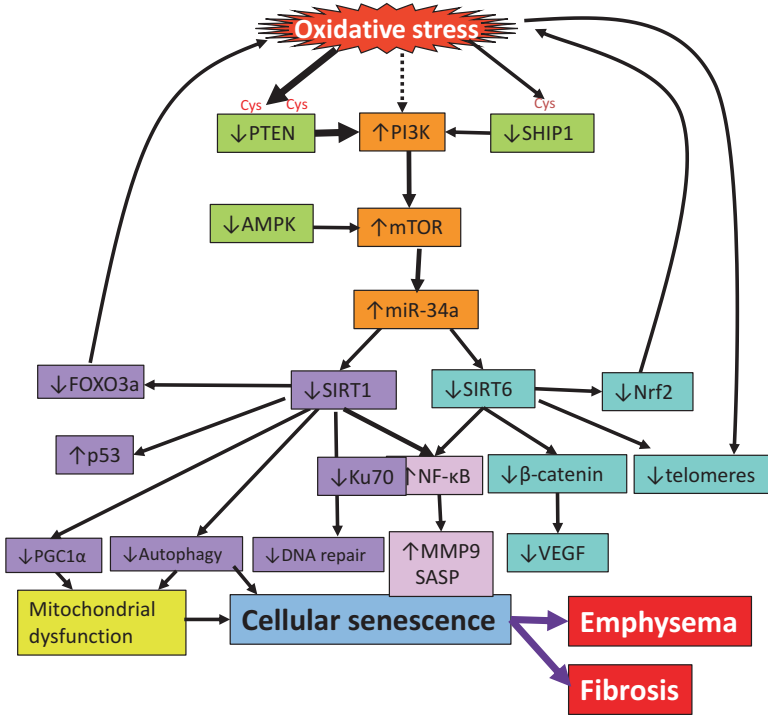 Oxidative stress
Cys Cys
Cys
↓PTEN
↑PI3K
↓SHIP1
↓AMPK
↑mTOR
↑miR-34a
↓FOXO3a
↓SIRT1
↓SIRT6
↓Nrf2
↑p53
↓Ku70
↑NF-κB
↓β-catenin
↓telomeres
↓PGC1α
↓Autophagy
↓DNA repair
↑MMP9
SASP
↓VEGF
Mitochondrial
dysfunction
Cellular senescence
Emphysema
Fibrosis